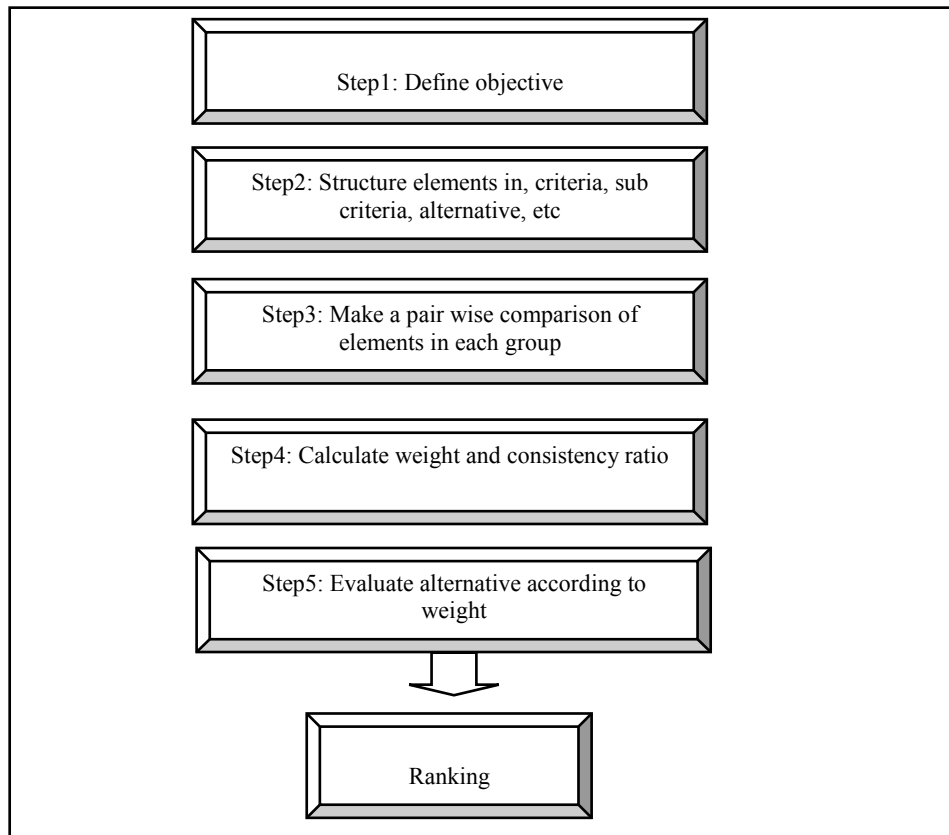 Step1: Define objective
Step2: Structure elements in, criteria, sub
criteria, alternative, etc
Step3: Make a pair wise comparison of
elements in each group
Step4: Calculate weight and consistency ratio
Step5: Evaluate alternative according to
weight
Ranking